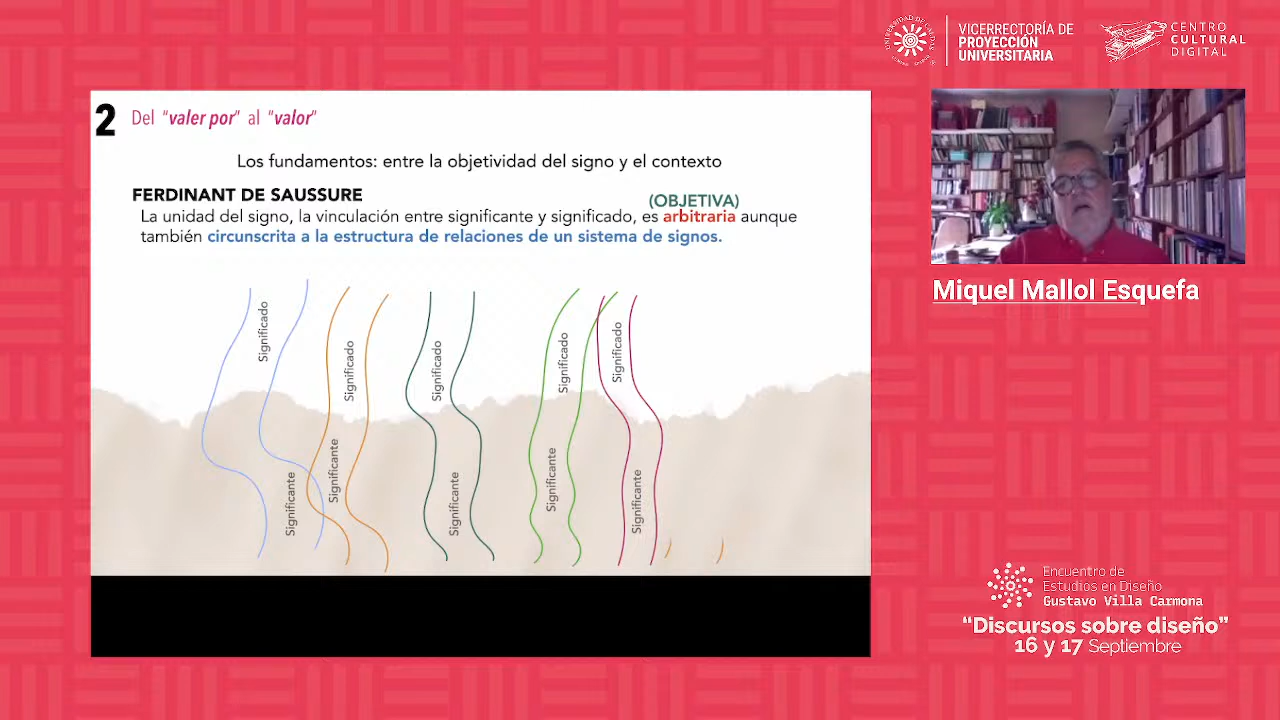 VICERRECTORÍA DE
PROYECCIÓN
UNIVERSITARIA
CENTRO
CULTURAL
DIGITAL
2 Del “valer por” al “valor”
Los fundamentos: entre la objetividad del signo y el contexto
FERDINANT DE SAUSSURE
(OBJETIVA)
La unidad del signo, la vinculación entre significante y significado, es arbitraria aunque
también circunscrita a la estructura de relaciones de un sistema de signos.
Significado
Significado
Significado
Significado
Significado
Significante
Significante
Significante
Significante
Significante
Miquel Mallol Esquefa
Encuentro de
Estudios en Diseño
Gustavo Villa Carmona
“Discursos sobre diseño”
16 y 17 Septiembre